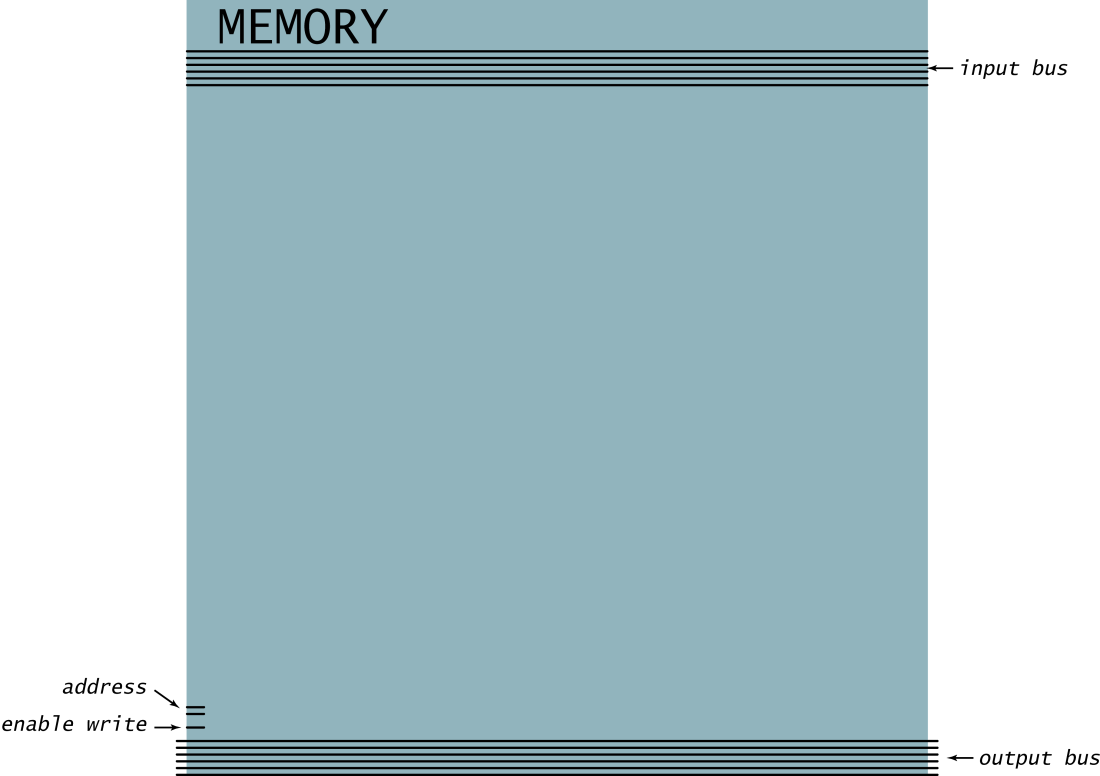 MEMORY
input bus
address
enable write
output bus